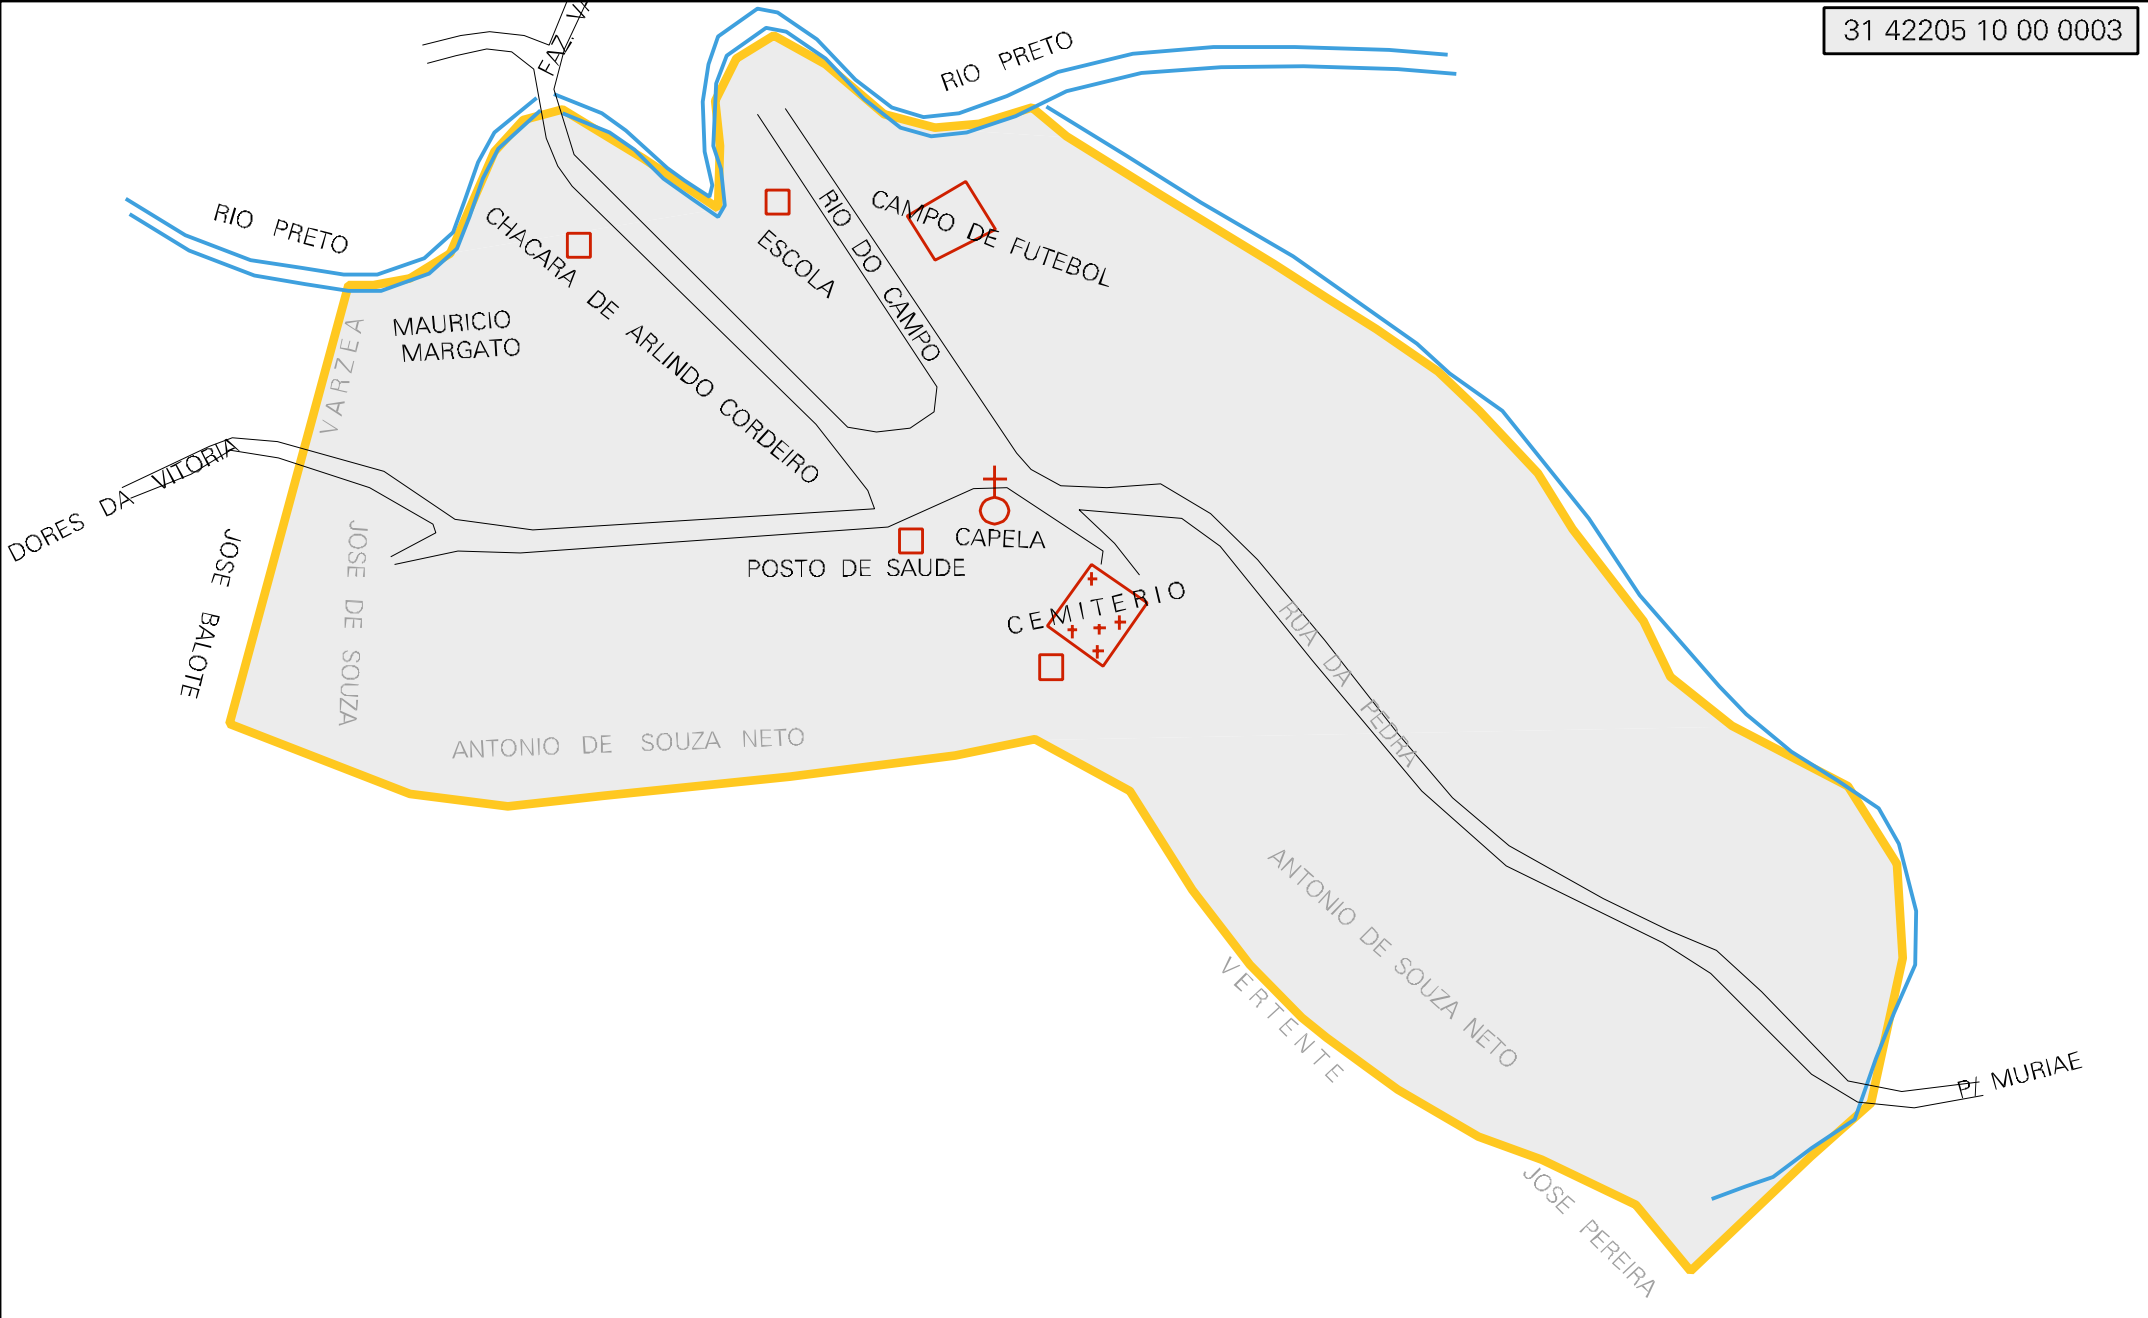 31 42205 10 00 0003
FAZ.
RIO PRETO
RIO PRETO
CHACARA DE ARLINDO CORDEIRO
ESCOLA
RIO DO CAMPO
CAMPO DE FUTEBOL
MAURICIO
MARGATO
VARZEA
DORES DA VITORIA
JOSE BALOTE
JOSE DE SOUZA
CAPELA
POSTO DE SAUDE
CEMITERIO
RUA DA PEDRA
ANTONIO DE SOUZA NETO
ANTONIO DE SOUZA NETO
VERTENTE
P/ MURIAE
JOSE PEREIRA